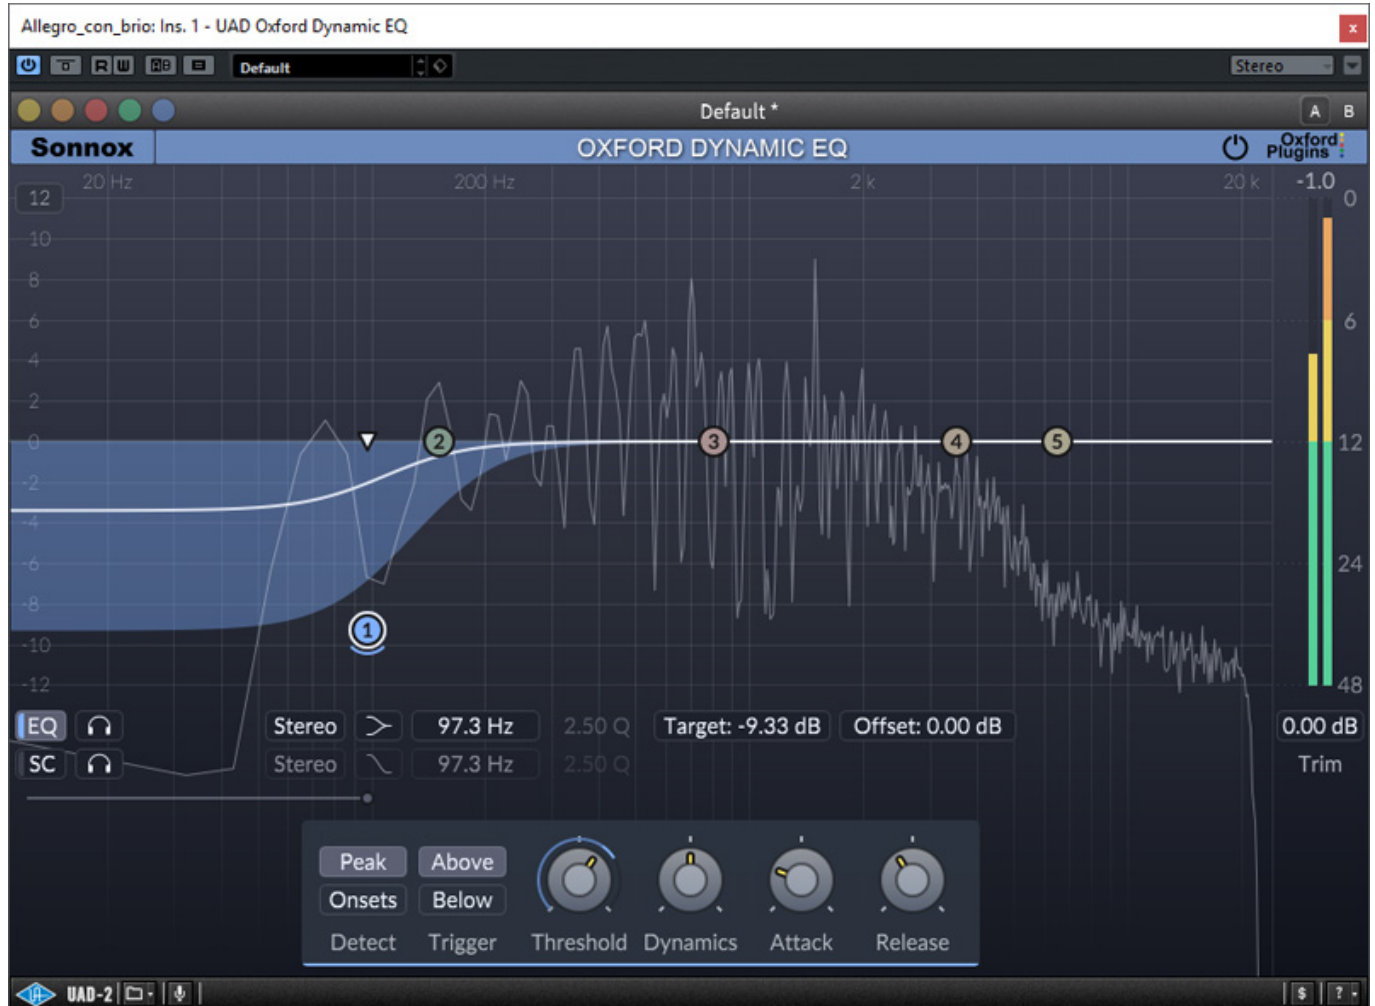 Allegro_con_brio: Ins. 1 - UAD Oxford Dynamic EQ x
R W AB Default Stereo
Default * A B
Sonnox OXFORD DYNAMIC EQ Oxford Plugins
20 Hz 200 Hz 2 k 20 k -1.0
12 0
10
8
6 6
4
2
0 2 3 4 5 12
-2
-4
-6 24
-8
1
-10
-12 48
EQ Stereo 97.3 Hz 2.50 Q Target: -9.33 dB Offset: 0.00 dB 0.00 dB
SC Stereo 97.3 Hz 2.50 Q Trim
Peak Above
Onsets Below
Detect Trigger Threshold Dynamics Attack Release
UAD-2 $ ?